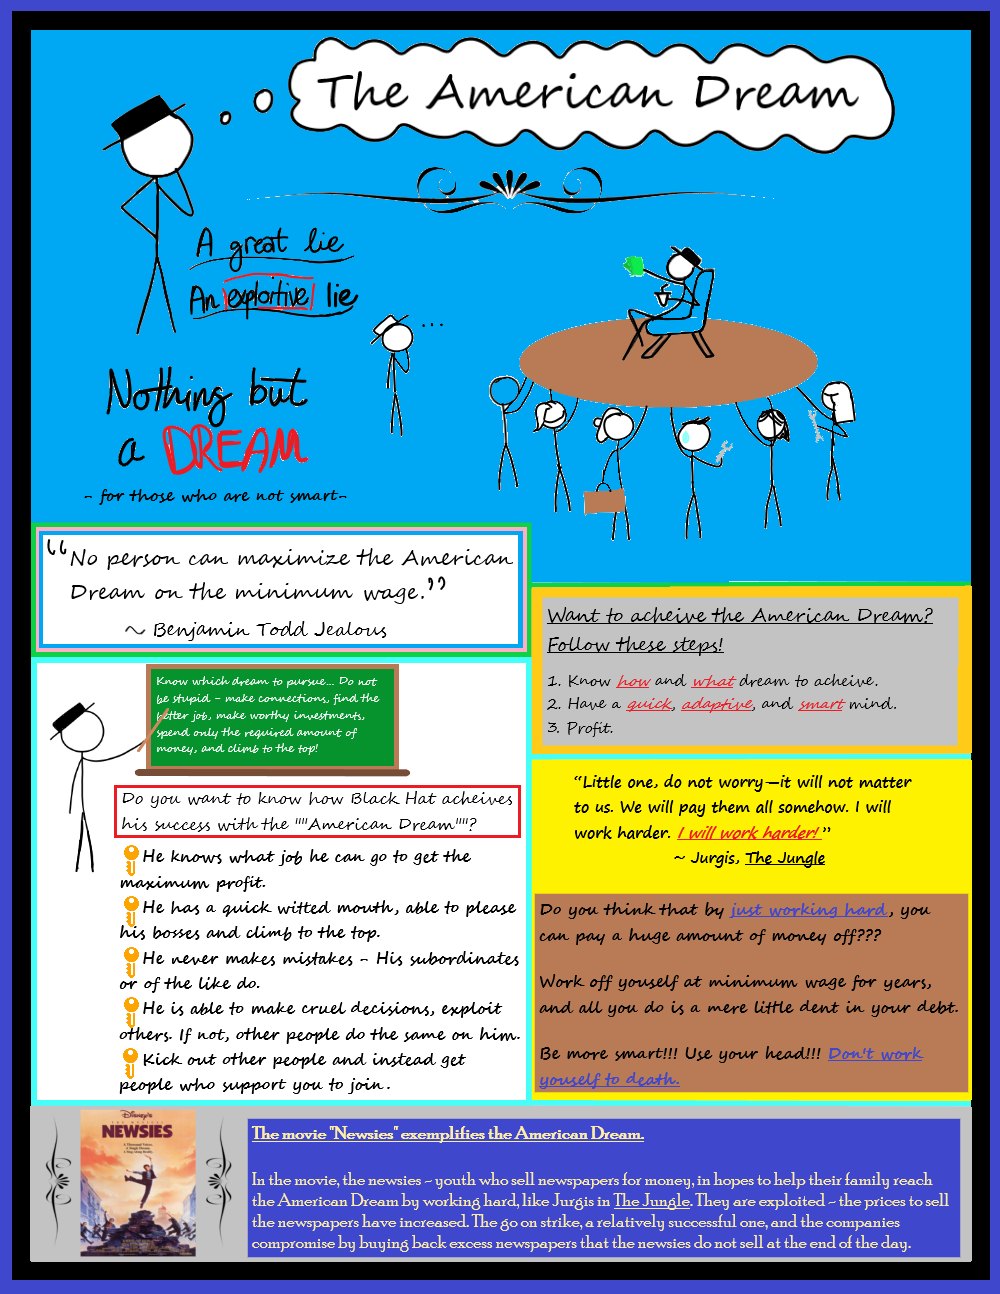 The American Dream
A great lie
An exploitive lie
...
Nothing but
a DREAM
- for those who are not smart-
“No person can maximize the American
Dream on the minimum wage.”
~ Benjamin Todd Jealous
Want to acheive the American Dream?
Follow these steps!
1. Know how and what dream to acheive.
2. Have a quick, adaptive, and smart mind.
3. Profit.
Know which dream to pursue... Do not
be stupid - make connections, find the
better job, make worthy investments,
spend only the required amount of
money, and climb to the top!
Do you want to know how Black Hat acheives
his success with the ""American Dream""?
He knows what job he can go to get the
maximum profit.
He has a quick witted mouth, able to please
his bosses and climb to the top.
He never makes mistakes - His subordinates
or of the like do.
He is able to make cruel decisions, exploit
others. If not, other people do the same on him.
Kick out other people and instead get
people who support you to join.
“Little one, do not worry—it will not matter
to us. We will pay them all somehow. I will
work harder. I will work harder!”
~ Jurgis, The Jungle
Do you think that by just working hard, you
can pay a huge amount of money off???
Work off youself at minimum wage for years,
and all you do is a mere little dent in your debt.
Be more smart!!! Use your head!!! Don't work
youself to death.
Disney's
NEWSIES
A Thousand Voices.
A Single Dream.
The movie "Newsies" exemplifies the American Dream.
In the movie, the newsies - youth who sell newspapers for money, in hopes to help their family reach
the American Dream by working hard, like Jurgis in The Jungle. They are exploited - the prices to sell
the newspapers have increased. The go on strike, a relatively successful one, and the companies
compromise by buying back excess newspapers that the newsies do not sell at the end of the day.